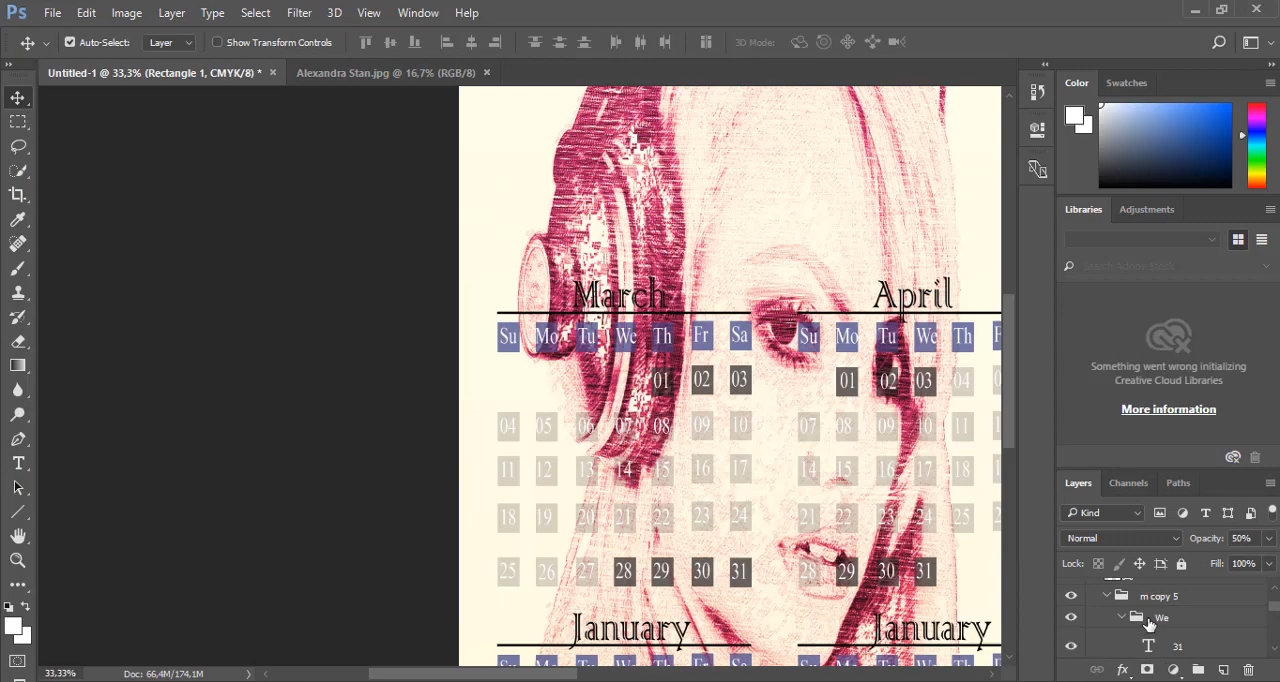 Ps File Edit Image Layer Type Select Filter 3D View Window Help
Auto-Select: Layer Show Transform Controls 3D Mode:
Untitled-1 @ 33,3% (Rectangle 1, CMYK/8) * × Alexandra Stan.jpg @ 16,7% (RGB/8) ×
Color Swatches
Libraries Adjustments
Search Adobe Stock
Something went wrong initializing
Creative Cloud Libraries
More information
March April
Su Mo Tu We Th Fr Sa Su Mo Tu We Th F
01 02 03 01 02 03 04 0
04 05 06 07 08 09 10 07 08 09 10 11
11 12 13 14 15 16 17 14 15 16 17 18
18 19 20 21 22 23 24 21 22 23 24 25
25 26 27 28 29 30 31 28 29 30 31
January January
Layers Channels Paths
Kind
Normal Opacity: 50%
Lock: Fill: 100%
m copy 5
We
T 31
33,33% Doc: 66,4M/174,1M